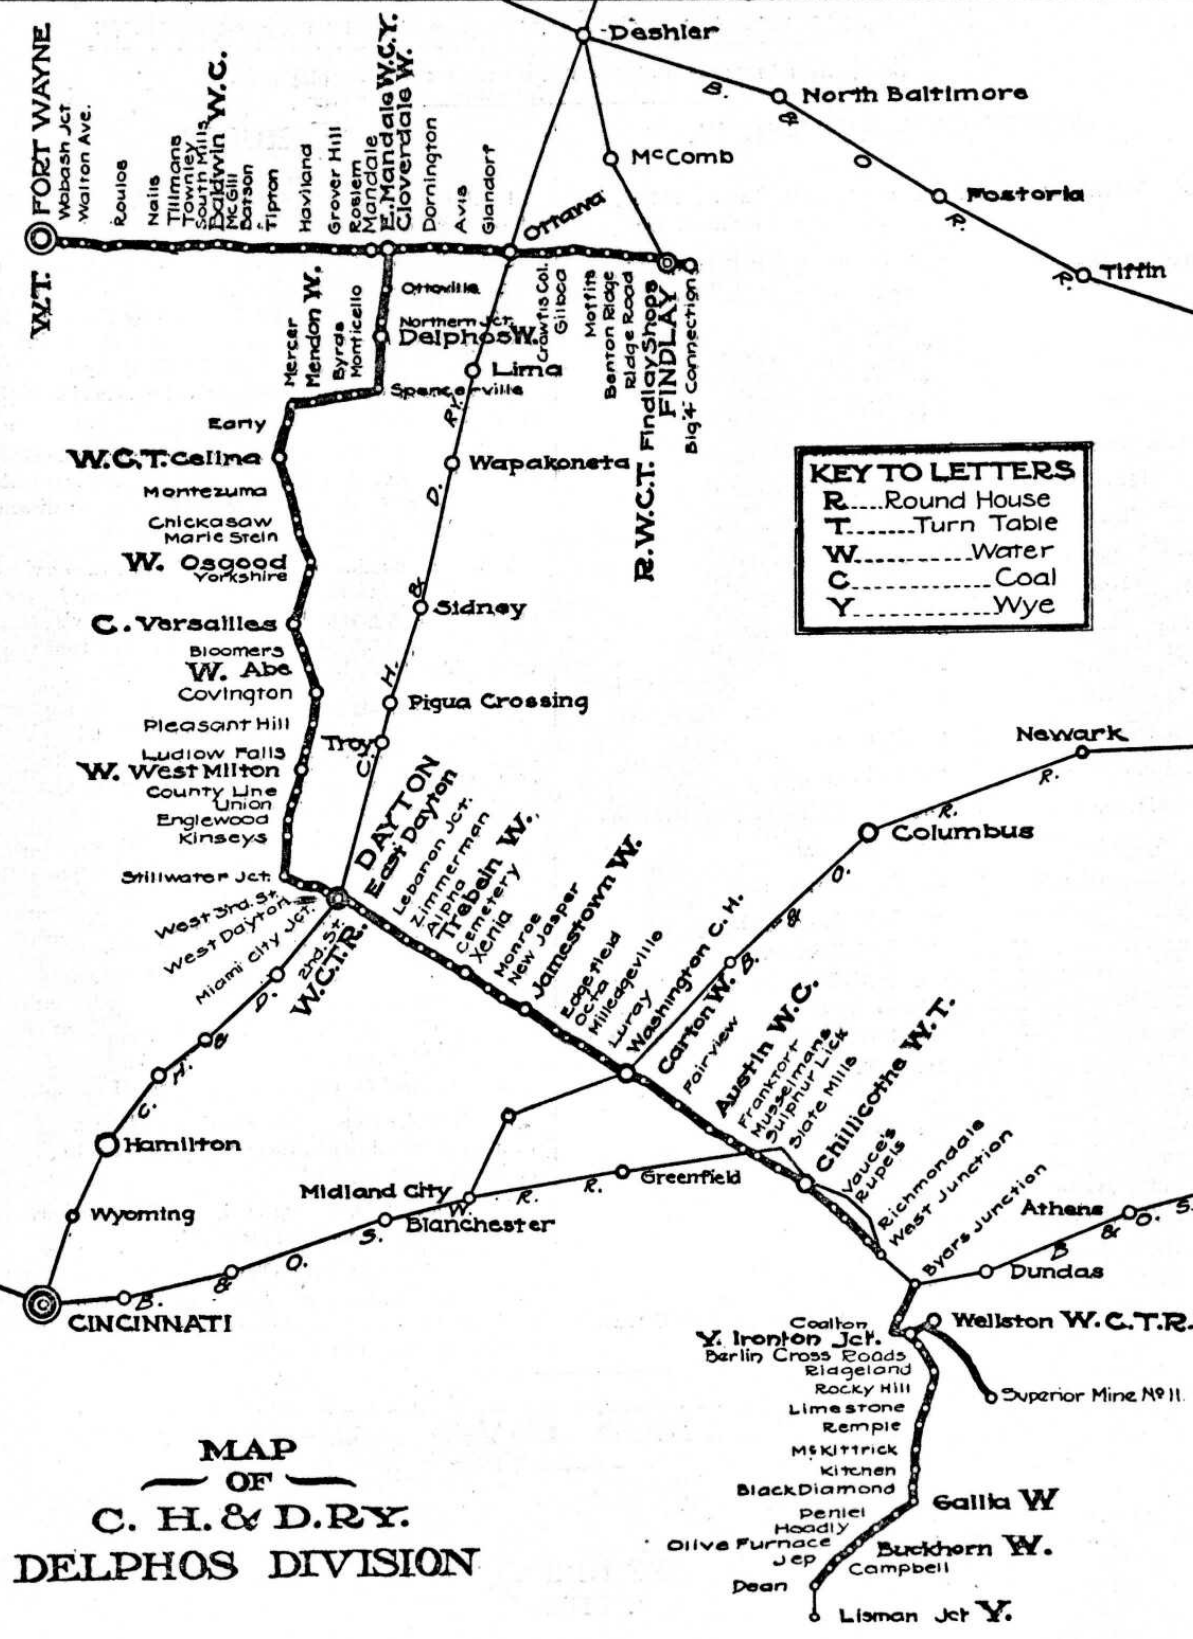 W.T. FORT WAYNE
Wabash Jct
Walton Ave.
Roulos
Nails
Tillmans
Townley
South Mills
Baldwin W.C.
McGill
Batson
Tipton
Haviland
Grover Hill
Roslem
Mandale
E. Mandale W.C.Y.
Cloverdale W.
Dornington
Avis
Glandorf
Ottawa
Crawfis Col.
Gilboa
Moffits
Benton Ridge
Ridge Road
R.W.C.T. Findlay Shops
FINDLAY
Big "4" Connection
Deshler
B. & O. R. R.
North Baltimore
McComb
Fostoria
Tiffin
Ottoville
Northern Jct.
Delphos W.
Spencerville
Monticello
Byrds
Mendon W.
Mercer
Early
W.C.T. Celina
Montezuma
Chickasaw
Marie Stein
W. Osgood
Yorkshire
C. Versailles
Bloomers
W. Abe
Covington
Pleasant Hill
Ludlow Falls
W. West Milton
County Line
Union
Englewood
Kinseys
Stillwater Jct.
West 3rd. St.
West Dayton
Miami City Jct.
2nd. St.
W.C.T.R.
Lima
Wapakoneta
Sidney
Piqua Crossing
Troy
C. H. & D. RY.
KEY TO LETTERS
R....Round House
T.......Turn Table
W..........Water
C..............Coal
Y..............Wye
DAYTON
East Dayton
Lebanon Jct.
Zimmerman
Alpha
Trebein W.
Cemetery
Xenia
Monroe
New Jasper
Jamestown W.
Edgefield
Octa
Milledgeville
Luray
Washington C. H.
Carton W.
Fairview
Austin W.C.
Frankfort
Musselmans
Sulphur Lick
Slate Mills
Chillicothe W.T.
Vauce's
Rupels
Richmondale
West Junction
Byers Junction
Newark
Columbus
B. & O. R. R.
C. H. & D.
Hamilton
Wyoming
CINCINNATI
B. & O. S. W. R. R.
Midland City
Blanchester
Greenfield
Athens
Dundas
B & O. S.
Coalton
Y. Ironton Jct.
Wellston W.C.T.R.
Superior Mine No 11.
Berlin Cross Roads
Ridgeland
Rocky Hill
Limestone
Remple
McKittrick
Kitchen
Black Diamond
Gallia W
Peniel
Hoadly
Olive Furnace
Buckhorn W.
Jep
Campbell
Dean
Lisman Jct Y.
MAP
OF
C. H. & D. RY.
DELPHOS DIVISION